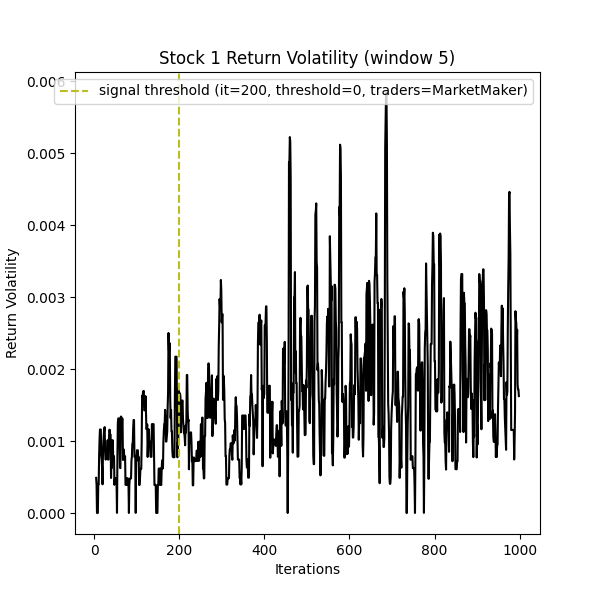 Stock 1 Return Volatility (window 5)
signal threshold (it=200, threshold=0, traders=MarketMaker)
Return Volatility
0.006
0.005
0.004
0.003
0.002
0.001
0.000
0 200 400 600 800 1000
Iterations